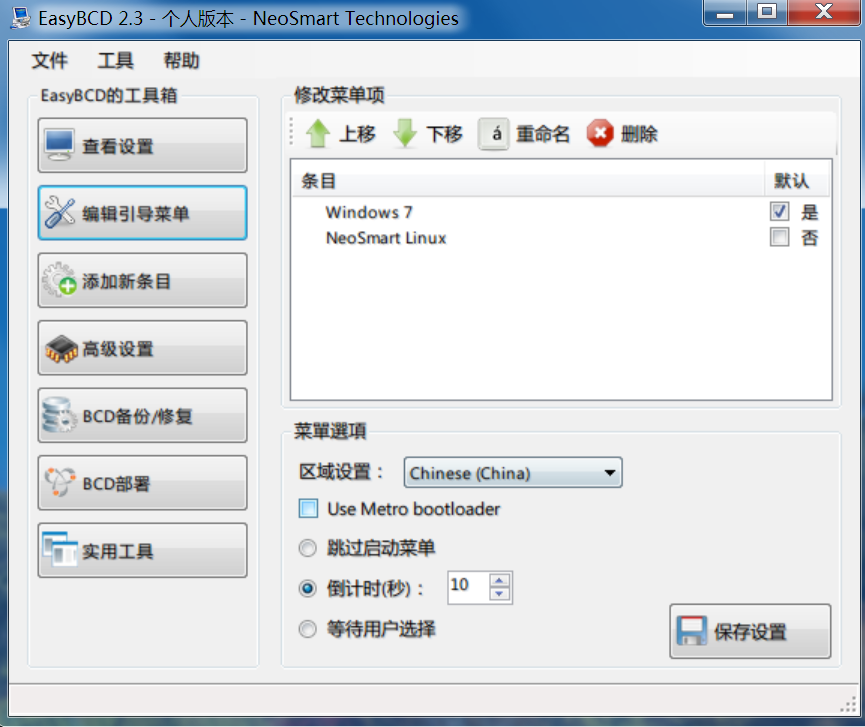 EasyBCD 2.3 - 个人版本 - NeoSmart Technologies
文件 工具 帮助
EasyBCD的工具箱
查看设置
编辑引导菜单
添加新条目
高级设置
BCD备份/修复
BCD部署
实用工具
修改菜单项
上移 下移 á 重命名 删除
条目 默认
Windows 7 是
NeoSmart Linux 否
菜單選項
区域设置： Chinese (China)
Use Metro bootloader
跳过启动菜单
倒计时(秒)： 10
等待用户选择
保存设置